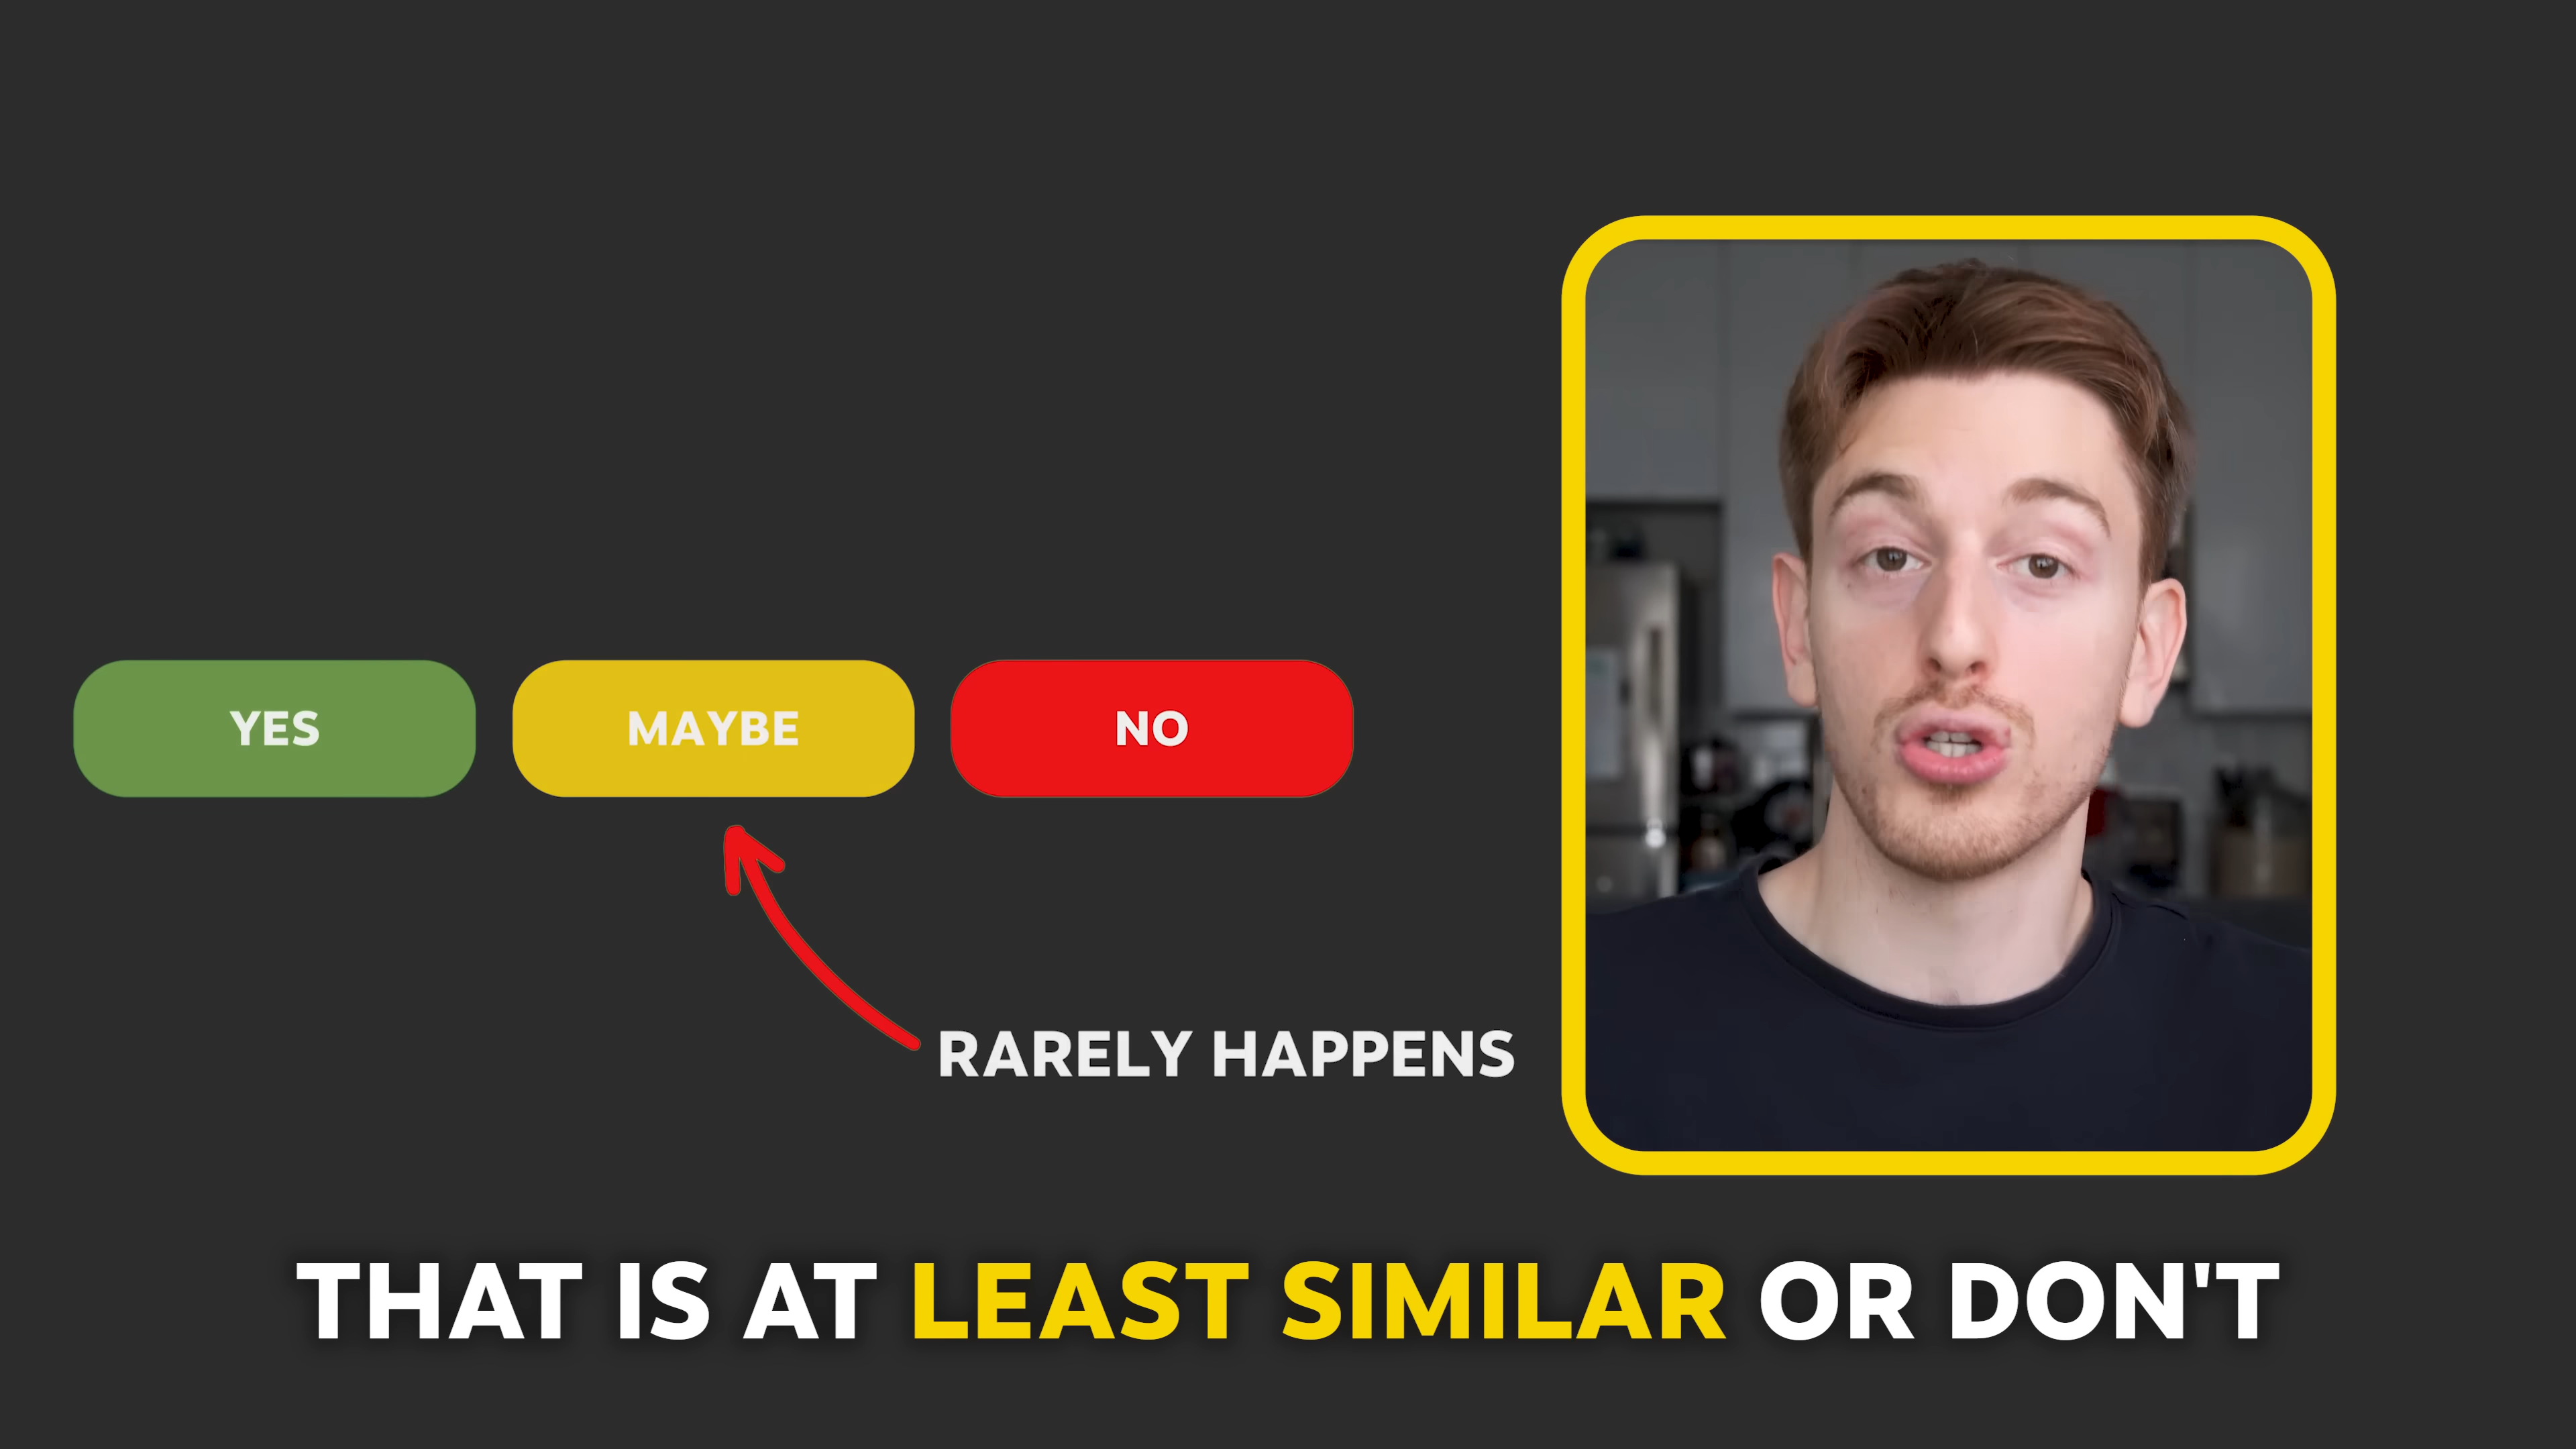 YES
MAYBE
NO
RARELY HAPPENS
THAT IS AT LEAST SIMILAR OR DON'T